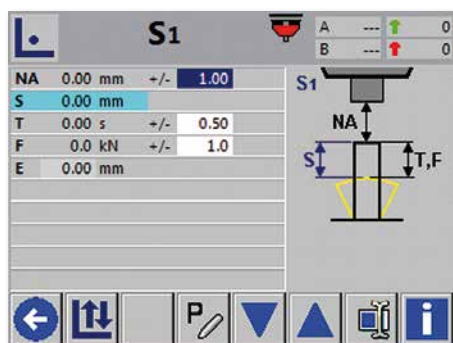 S1
A --- 0
B --- 0
NA 0.00 mm +/- 1.00
S 0.00 mm
T 0.00 s +/- 0.50
F 0.0 kN +/- 1.0
E 0.00 mm
S1
NA
S
T,F
P
i